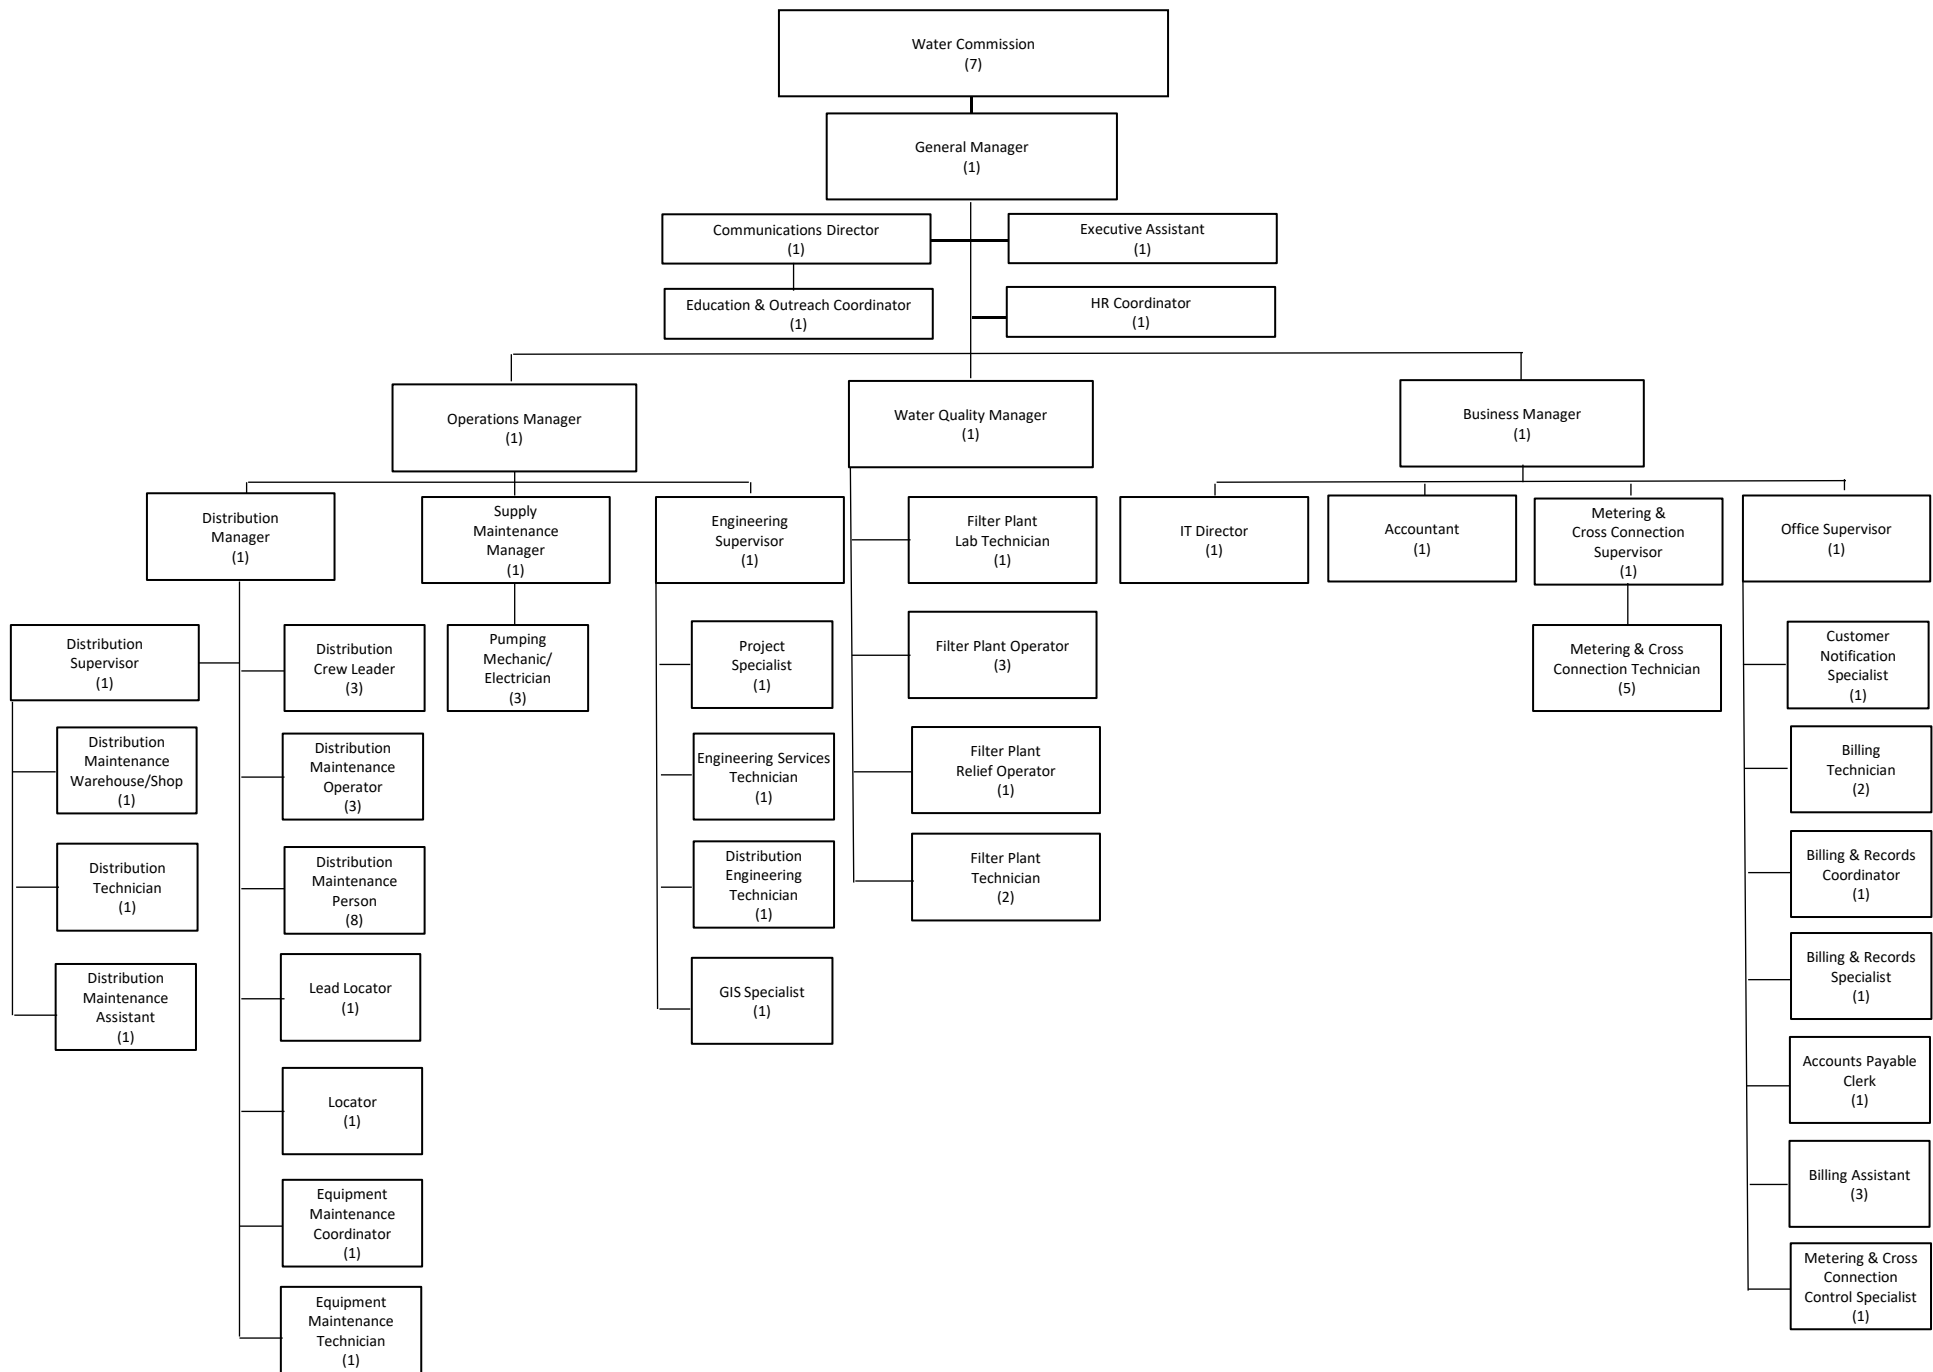 Water Commission
(7)
General Manager
(1)
Communications Director
(1)
Executive Assistant
(1)
Education & Outreach Coordinator
(1)
HR Coordinator
(1)
Operations Manager
(1)
Water Quality Manager
(1)
Business Manager
(1)
Distribution
Manager
(1)
Supply
Maintenance
Manager
(1)
Engineering
Supervisor
(1)
Filter Plant
Lab Technician
(1)
IT Director
(1)
Accountant
(1)
Metering &
Cross Connection
Supervisor
(1)
Office Supervisor
(1)
Distribution
Supervisor
(1)
Distribution
Crew Leader
(3)
Pumping
Mechanic/
Electrician
(3)
Project
Specialist
(1)
Filter Plant Operator
(3)
Metering & Cross
Connection Technician
(5)
Customer
Notification
Specialist
(1)
Distribution
Maintenance
Warehouse/Shop
(1)
Distribution
Maintenance
Operator
(3)
Engineering Services
Technician
(1)
Filter Plant
Relief Operator
(1)
Billing
Technician
(2)
Distribution
Technician
(1)
Distribution
Maintenance
Person
(8)
Distribution
Engineering
Technician
(1)
Filter Plant
Technician
(2)
Billing & Records
Coordinator
(1)
Distribution
Maintenance
Assistant
(1)
Lead Locator
(1)
GIS Specialist
(1)
Billing & Records
Specialist
(1)
Locator
(1)
Accounts Payable
Clerk
(1)
Equipment
Maintenance
Coordinator
(1)
Billing Assistant
(3)
Equipment
Maintenance
Technician
(1)
Metering & Cross
Connection
Control Specialist
(1)